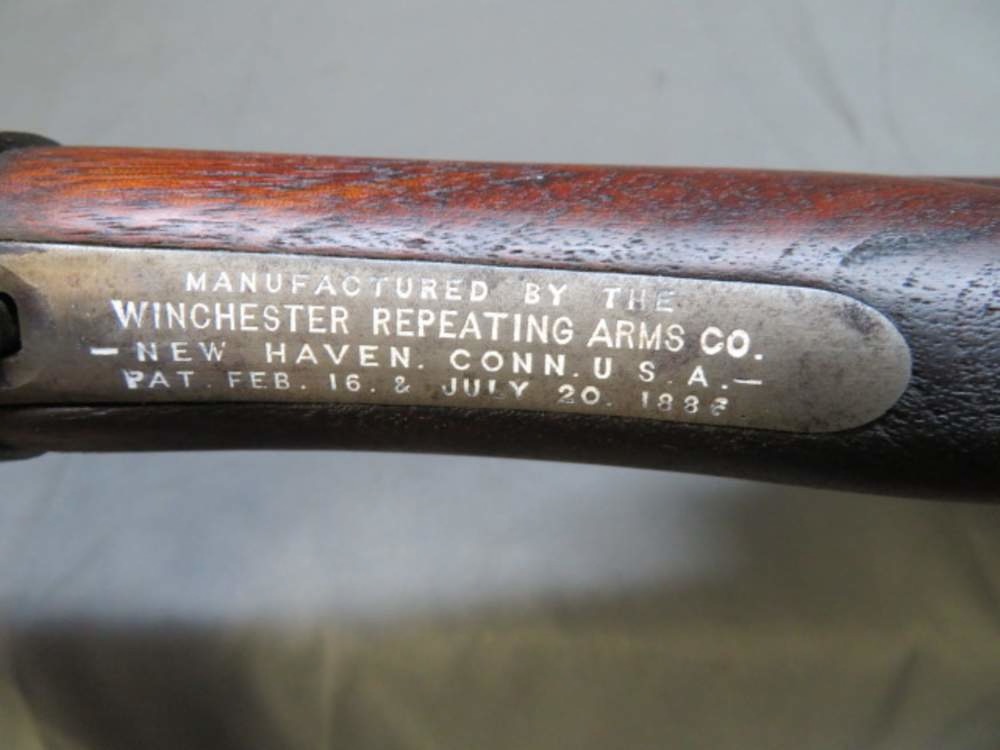 MANUFACTURED BY THE
WINCHESTER REPEATING ARMS CO.
- NEW HAVEN. CONN. U S. A. -
PAT. FEB. 16. & JULY 20. 1886